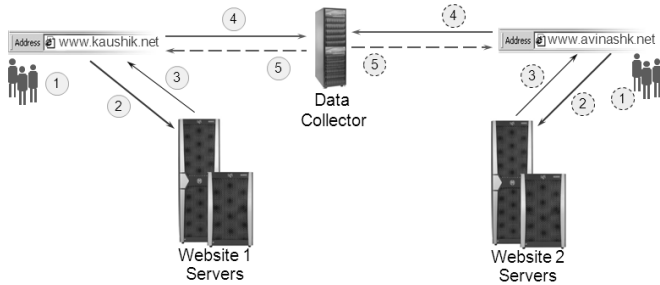 4
4
Address www.kaushik.net
Address www.avinashk.net
5
5
1
2
3
3
2
1
Data
Collector
Website 1
Servers
Website 2
Servers